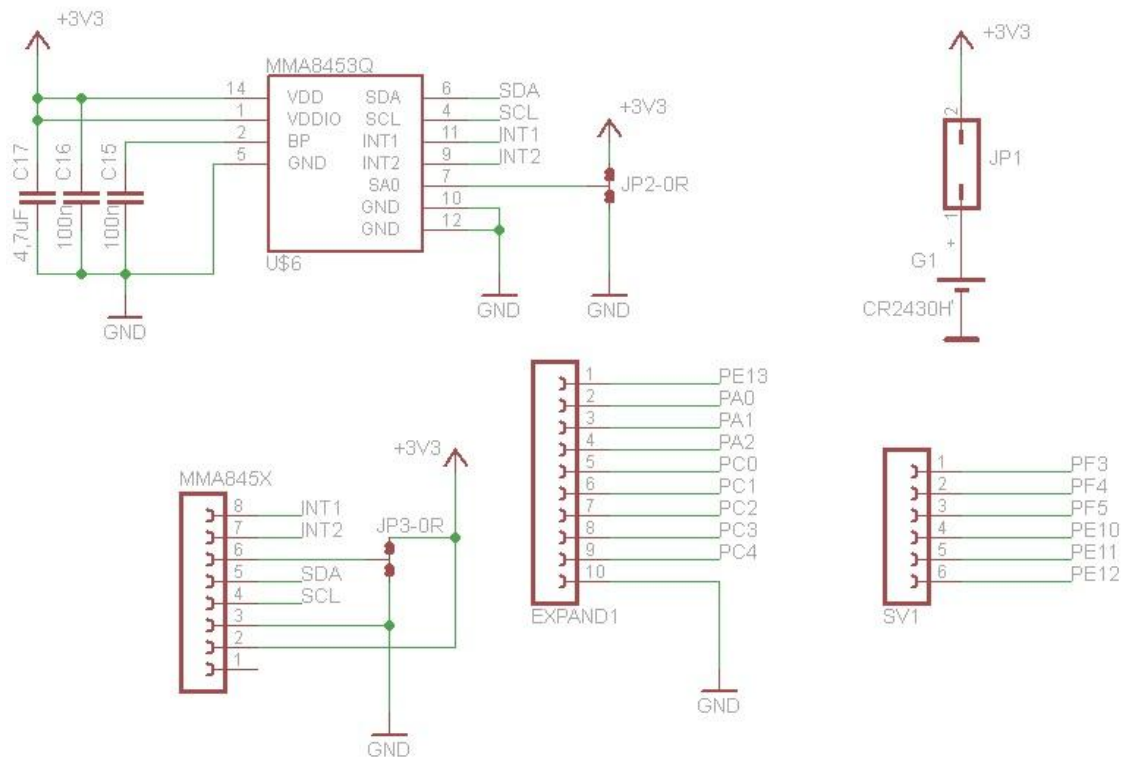 +3V3
MMA8453Q
14 VDD SDA 6 SDA
1 VDDIO SCL 4 SCL
2 BP INT1 11 INT1
5 GND INT2 9 INT2
SA0 7
GND 10
GND 12
U$6
C17
4,7uF
C16
100n
C15
100n
GND
GND
+3V3
JP2-0R
GND
+3V3
2
JP1
1
+
G1
CR2430H'
MMA845X
8 INT1
7 INT2
6
5 SDA
4 SCL
3
2
1
JP3-0R
+3V3
GND
1 PE13
2 PA0
3 PA1
4 PA2
5 PC0
6 PC1
7 PC2
8 PC3
9 PC4
10
EXPAND1
GND
1 PF3
2 PF4
3 PF5
4 PE10
5 PE11
6 PE12
SV1